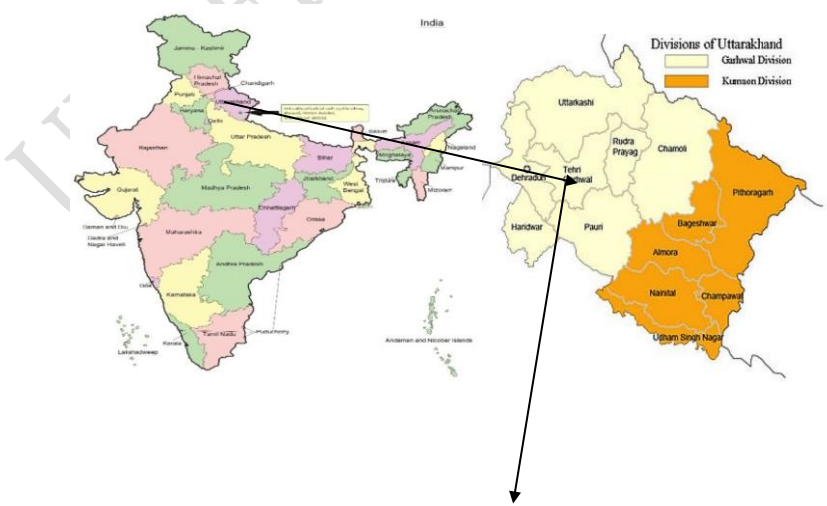 India
Jammu - Kashmir
Himachal
Pradesh
Chandigarh
Punjab
Uttarakhand
Haryana
Delhi
Arunachal
Pradesh
Rajasthan
Uttar Pradesh
Assam
Nagaland
Meghalaya
Manipur
Bihar
Tripura
Mizoram
Jharkhand
West
Bengal
Gujarat
Madhya Pradesh
Chhattisgarh
Orissa
Daman and Diu
Dadra and
Nagar Haveli
Maharashtra
Andhra Pradesh
Goa
Karnataka
Tamil Nadu
Puducherry
Kerala
Lakshadweep
Andaman and Nicobar Islands
Divisions of Uttarakhand
Garhwal Division
Kumaon Division
Uttarkashi
Rudra
Prayag
Chamoli
Dehradun
Tehri
Garhwal
Pithoragarh
Haridwar
Pauri
Bageshwar
Almora
Nainital
Champawat
Udham Singh Nagar